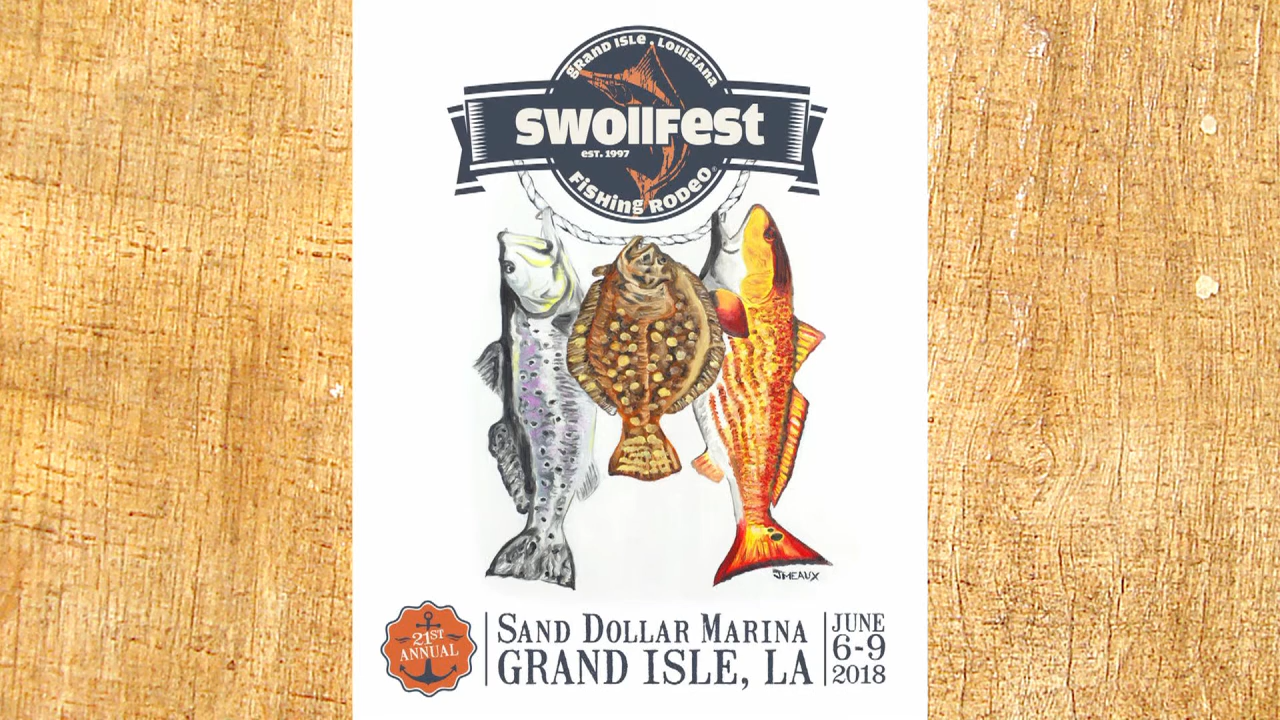 GRAND ISLE . LOUISIANA
SWOLLFEST
EST. 1997
FISHING RODEO
JMEAUX
21ST
ANNUAL
SAND DOLLAR MARINA
GRAND ISLE, LA
JUNE
6-9
2018